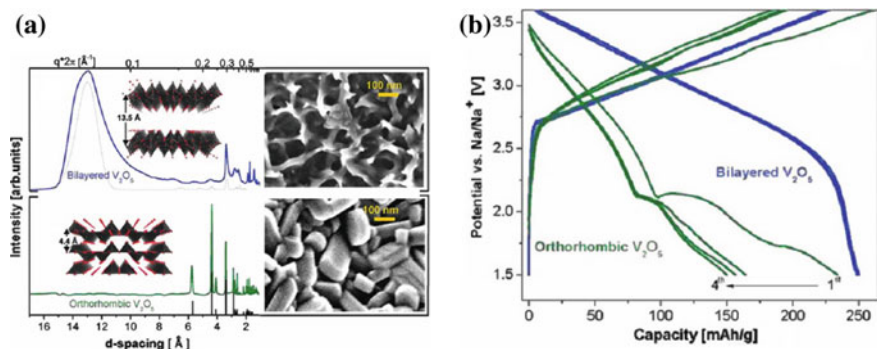 (a)
q*2π [Å⁻¹] 0.1 0.2 0.3 0.5
13.5 Å
Bilayered V₂O₅
100 nm
4.4 Å
Orthorhombic V₂O₅
100 nm
Intensity [arb.units]
16 14 12 10 8 6 4 2
d-spacing [Å]
(b)
3.5
3.0
2.5
2.0
1.5
Potential vs. Na/Na⁺ [V]
Bilayered V₂O₅
Orthorhombic V₂O₅
4ᵗʰ 1ˢᵗ
0 50 100 150 200 250
Capacity [mAh/g]